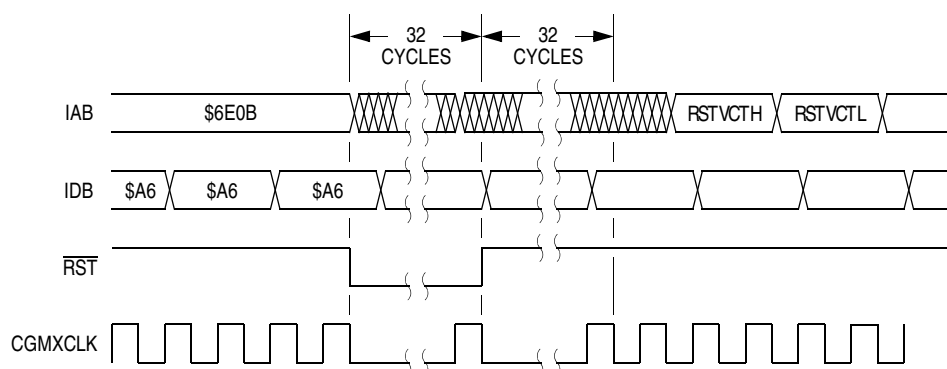 32 CYCLES
32 CYCLES
IAB
$6E0B
RSTVCTH
RSTVCTL
IDB
$A6
$A6
$A6
RST
CGMXCLK